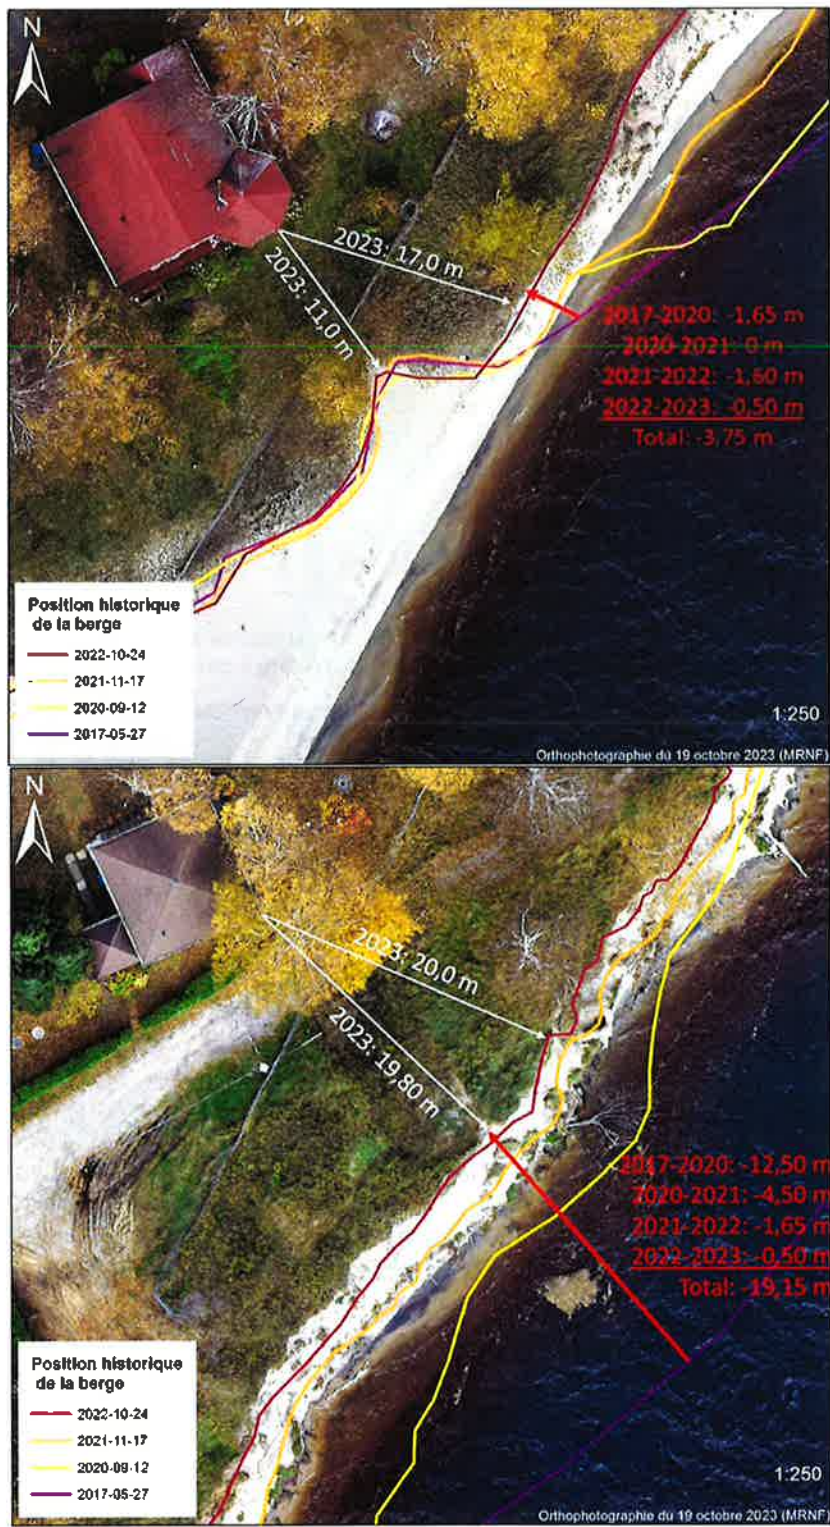 N
2023: 17,0 m
2023: 11,0 m
2017-2020: -1,65 m
2020-2021: 0 m
2021-2022: -1,60 m
2022-2023: -0,50 m
Total: -3,75 m
Position historique
de la berge
2022-10-24
2021-11-17
2020-09-12
2017-05-27
1:250
Orthophotographie du 19 octobre 2023 (MRNF)
N
2023: 20,0 m
2023: 19,80 m
2017-2020: -12,50 m
2020-2021: -4,50 m
2021-2022: -1,65 m
2022-2023: -0,50 m
Total: -19,15 m
Position historique
de la berge
2022-10-24
2021-11-17
2020-09-12
2017-05-27
1:250
Orthophotographie du 19 octobre 2023 (MRNF)